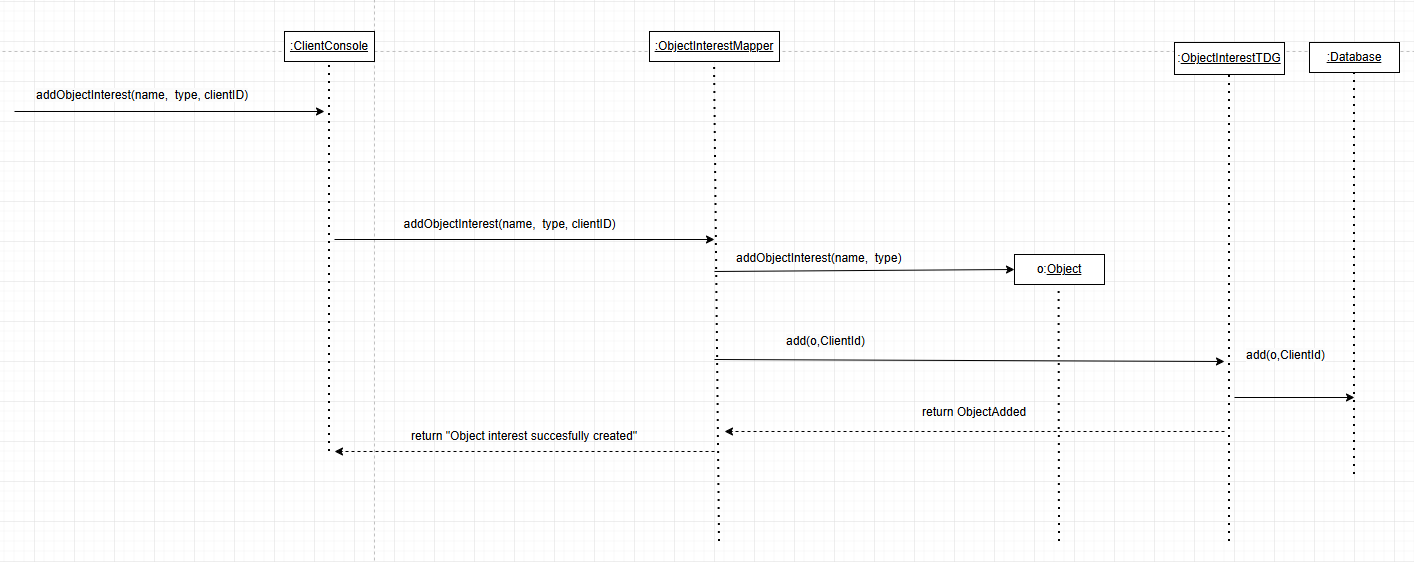 :ClientConsole
:ObjectInterestMapper
:ObjectInterestTDG
:Database
addObjectInterest(name,  type, clientID)
addObjectInterest(name,  type, clientID)
addObjectInterest(name,  type)
o:Object
add(o,ClientId)
add(o,ClientId)
return ObjectAdded
return "Object interest succesfully created"